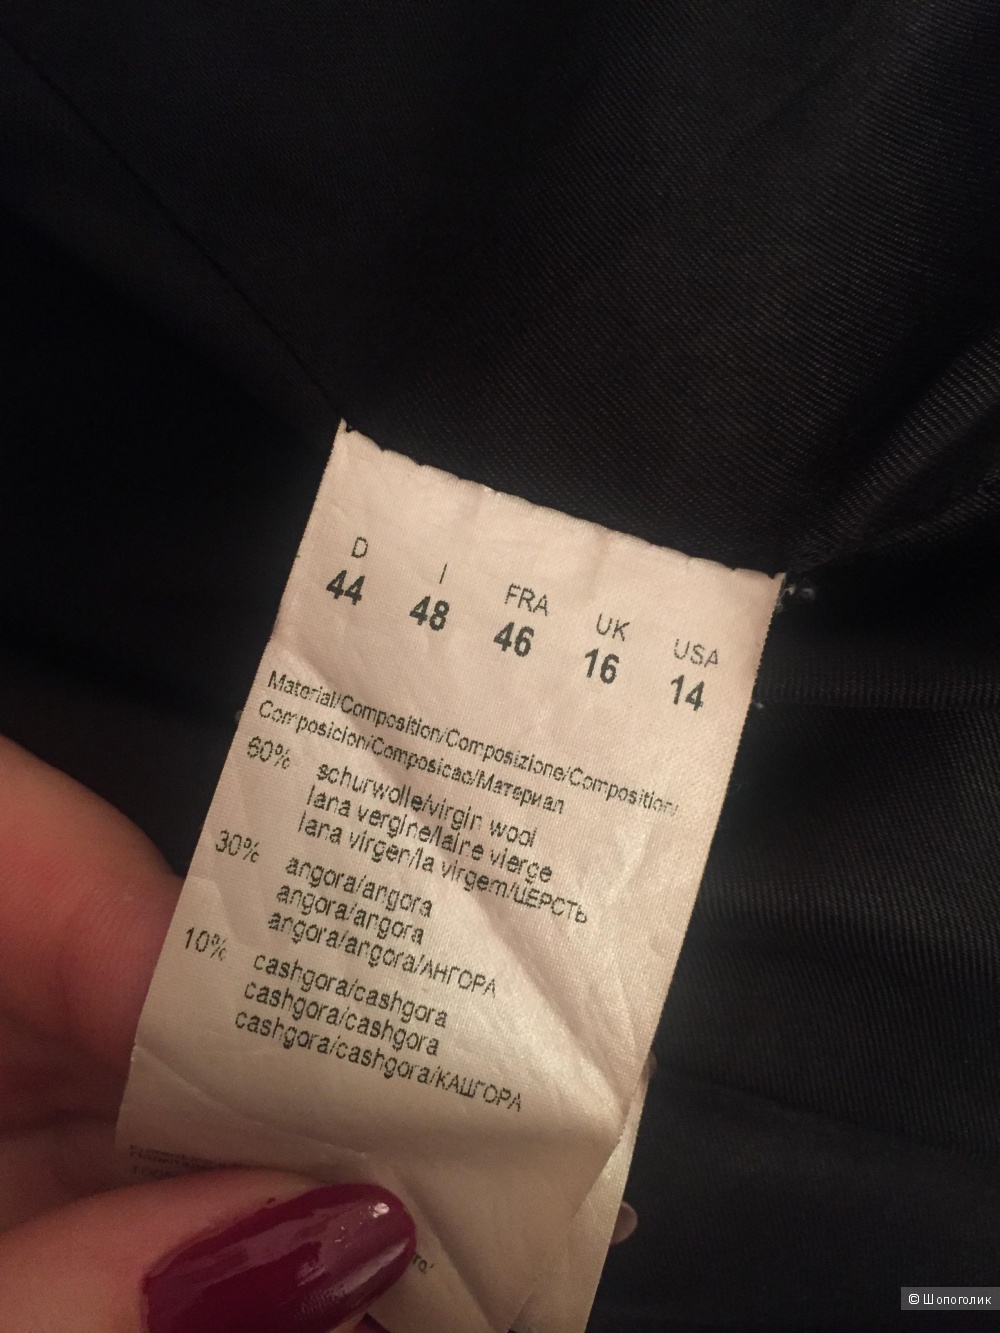 D I FRA UK USA
44 48 46 16 14
Material/Composition/Composizione/Composition/
Composicion/Composicao/Материал
60% schurwolle/virgin wool
lana vergine/laine vierge
lana virgen/la virgem/ШЕРСТЬ
30% angora/angora
angora/angora
angora/angora/АНГОРА
10% cashgora/cashgora
cashgora/cashgora
cashgora/cashgora/КАШГОРА
© Шопоголик